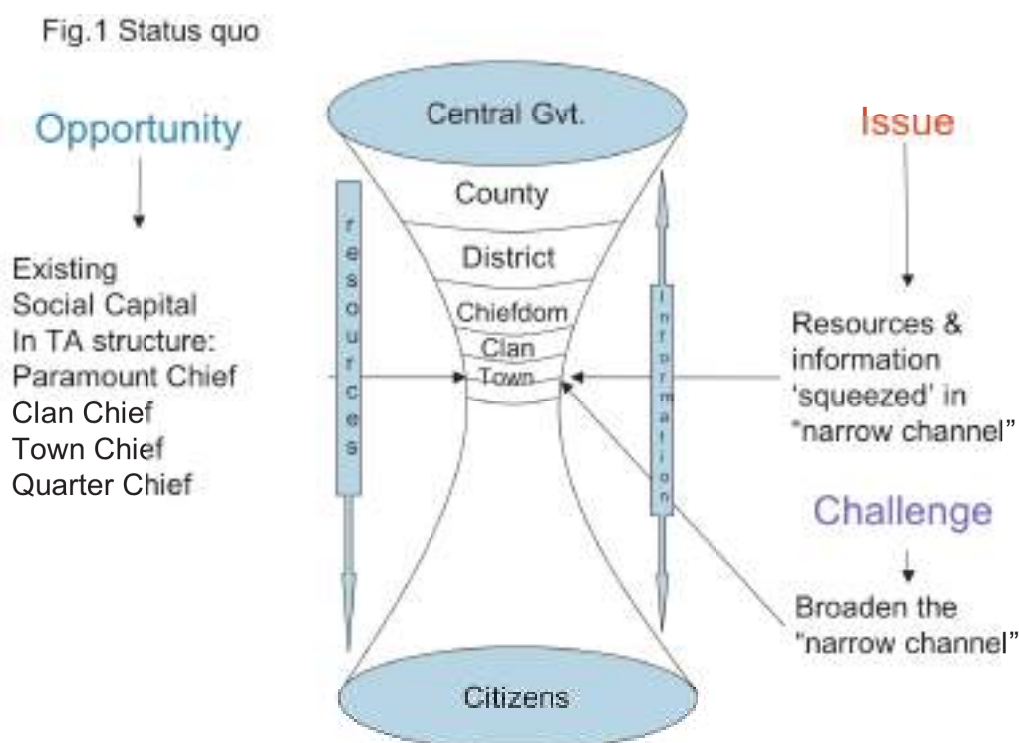 Fig.1 Status quo
Opportunity
Existing
Social Capital
In TA structure:
Paramount Chief
Clan Chief
Town Chief
Quarter Chief
Central Gvt.
County
District
Chiefdom
Clan
Town
resources
Information
Citizens
Issue
Resources &
information
‘squeezed’ in
“narrow channel”
Challenge
Broaden the
“narrow channel”